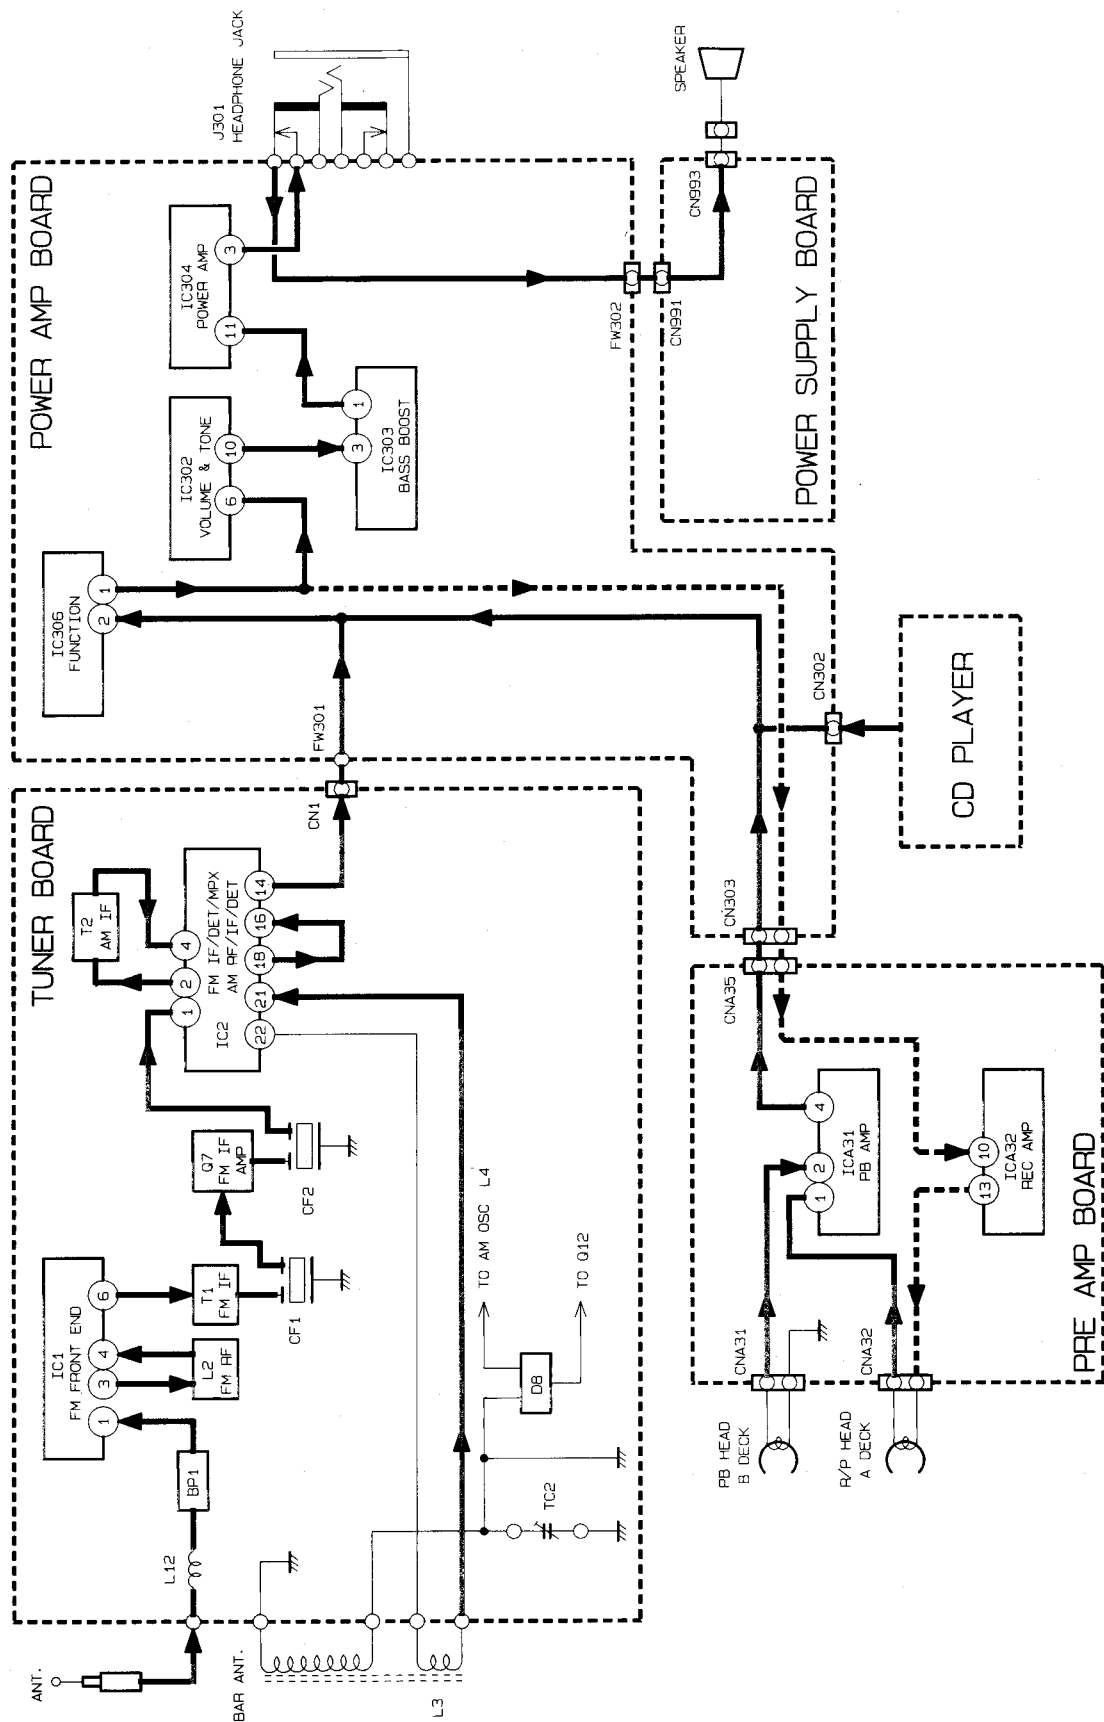 ANT.
BAR ANT.
L3
TUNER BOARD
L12
BP1
IC1
FM FRONT END
1
3
4
6
L2
FM RF
T1
FM IF
CF1
Q7
FM IF
AMP
CF2
T2
AM IF
1
2
4
IC2
FM IF/DET/MPX
AM RF/IF/DET
22
21
18
16
14
CN1
TC2
D8
TO AM OSC L4
TO Q12
POWER AMP BOARD
FW301
IC306
FUNCTION
2
1
IC302
VOLUME & TONE
6
10
IC303
BASS BOOST
3
1
IC304
POWER AMP
11
3
J301
HEADPHONE JACK
FW302
CN991
CN993
SPEAKER
POWER SUPPLY BOARD
CN302
CD PLAYER
CN303
CNA35
PRE AMP BOARD
PB HEAD
B DECK
R/P HEAD
A DECK
CNA31
CNA32
ICA31
PB AMP
1
2
4
ICA32
REC AMP
13
10